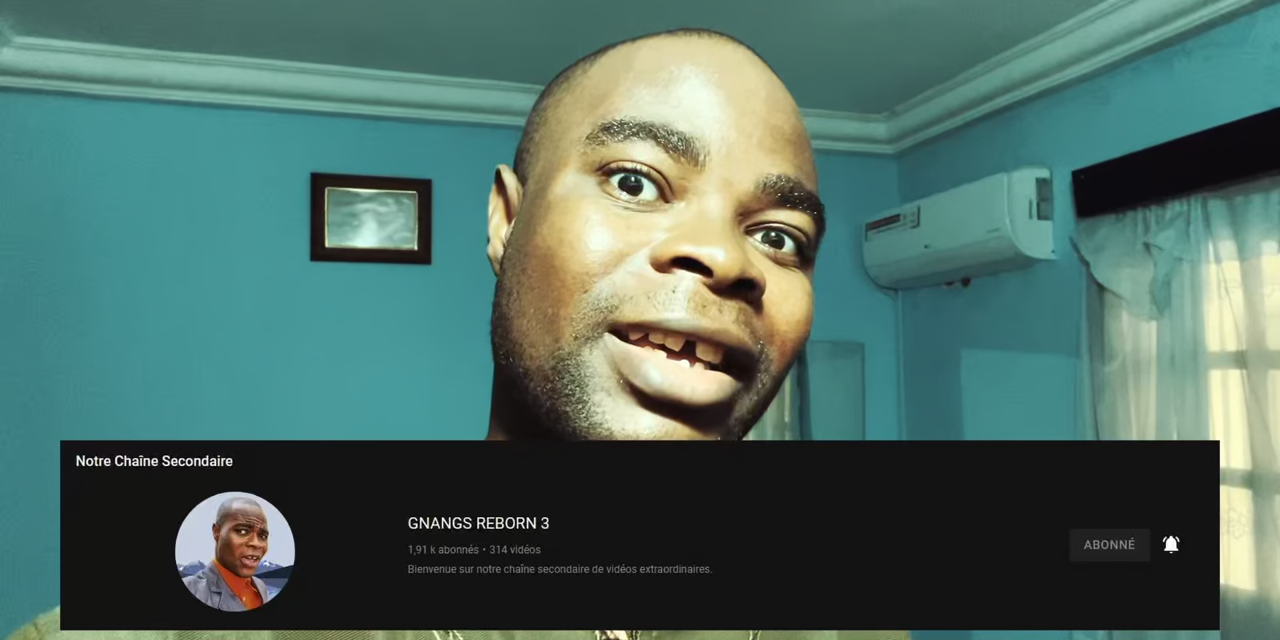 Notre Chaîne Secondaire
GNANGS REBORN 3
1,91 k abonnés • 314 vidéos
Bienvenue sur notre chaîne secondaire de vidéos extraordinaires.
ABONNÉ